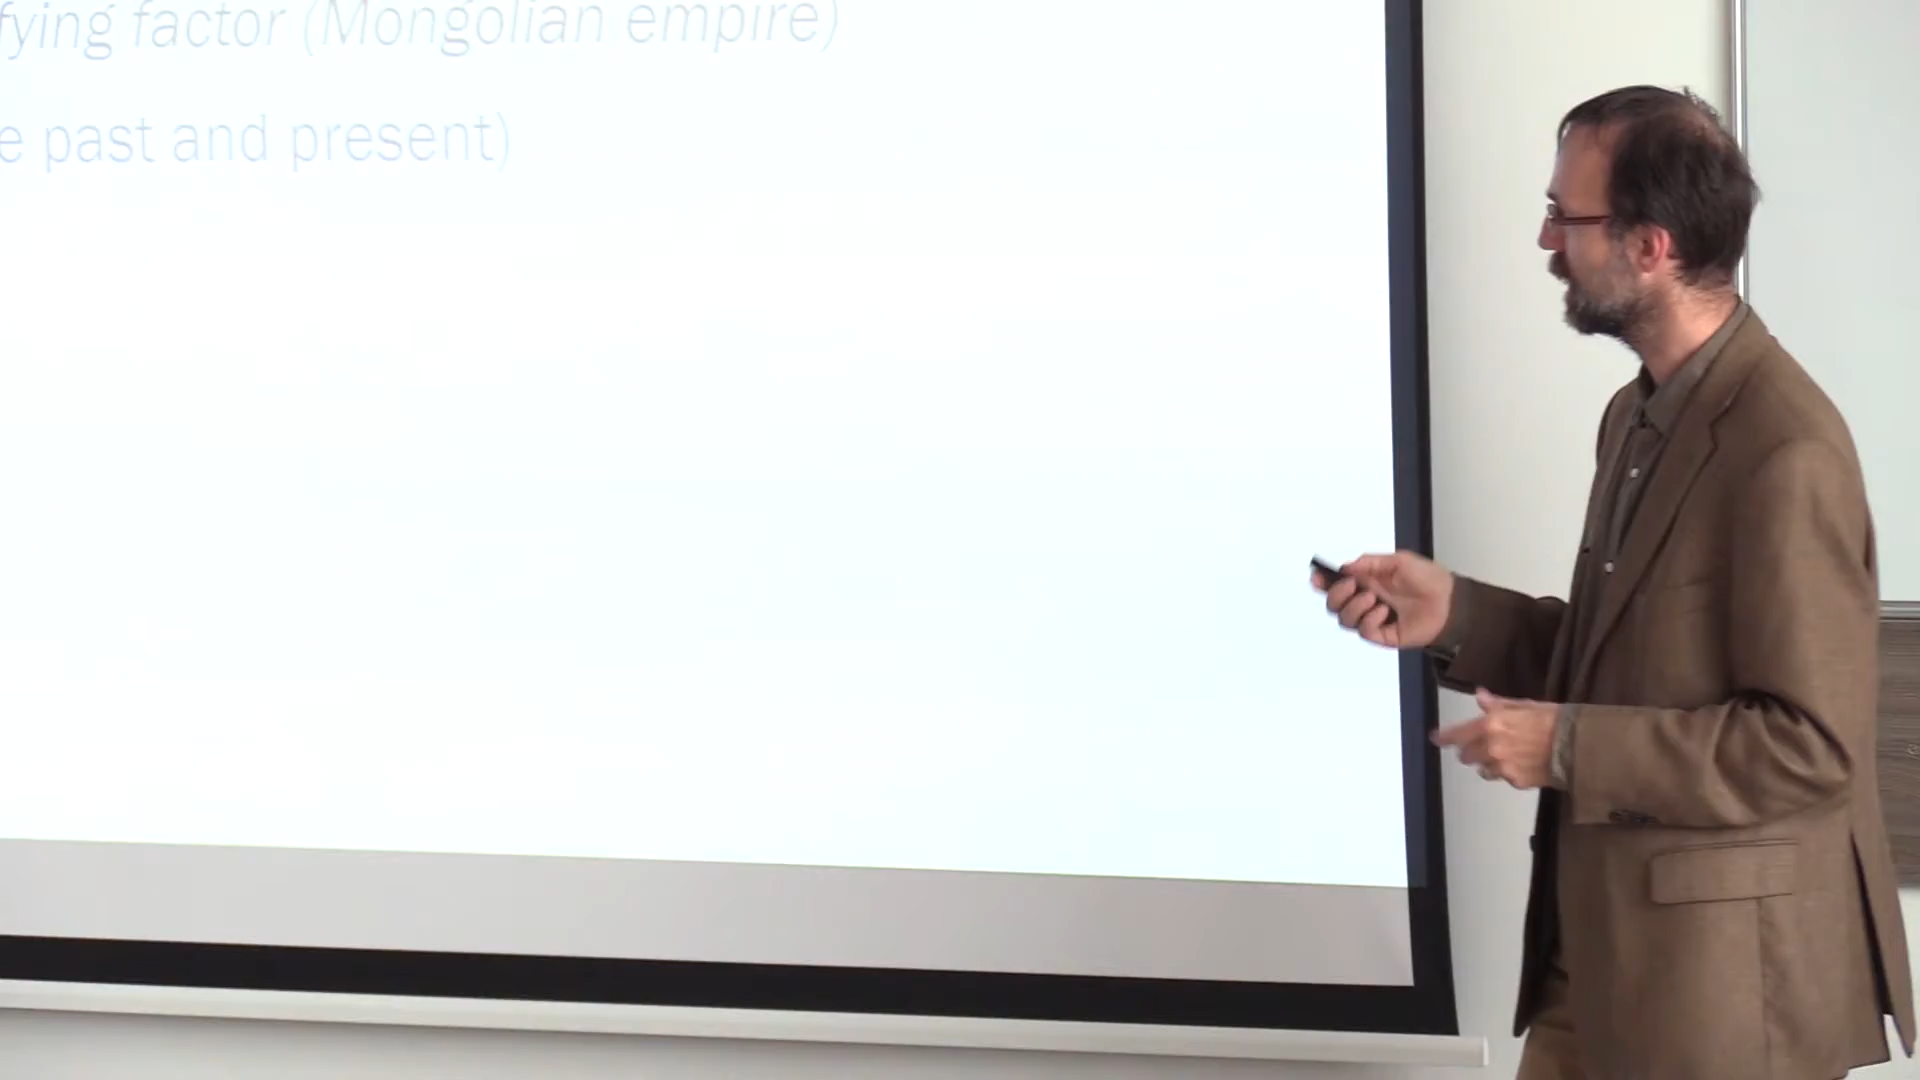 fying factor (Mongolian empire)
e past and present)